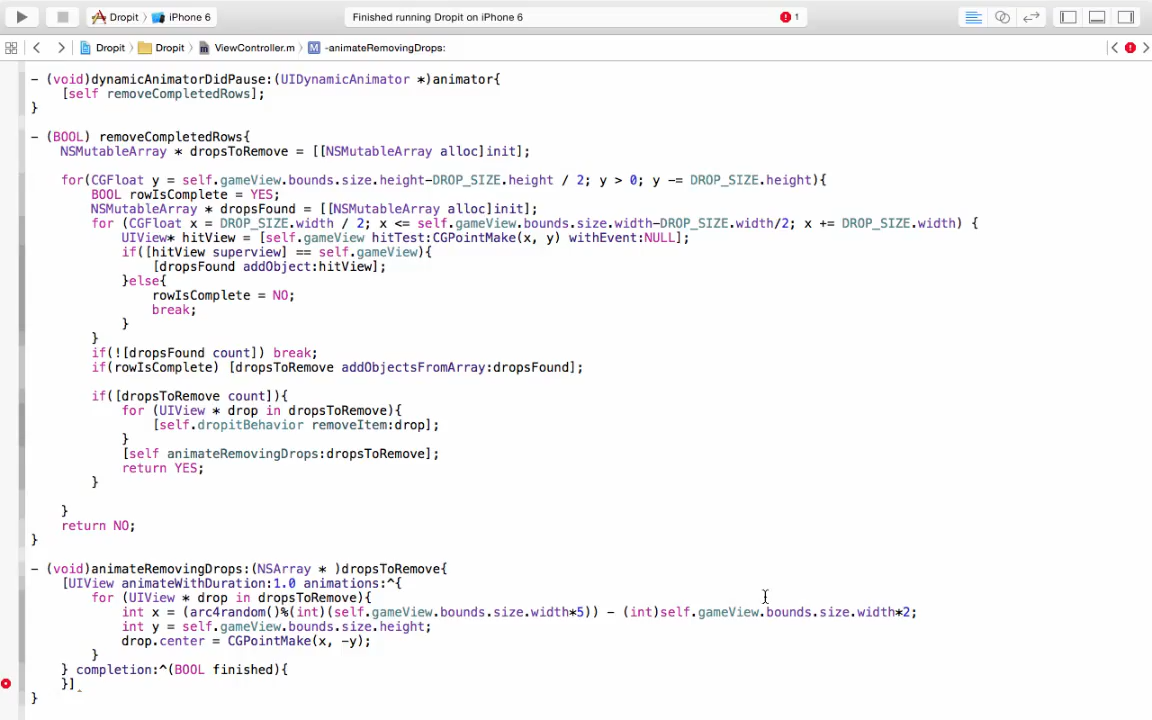 Dropit › iPhone 6
Finished running Dropit on iPhone 6
1
Dropit › Dropit › ViewController.m › M -animateRemovingDrops:
- (void)dynamicAnimatorDidPause:(UIDynamicAnimator *)animator{
[self removeCompletedRows];
}
- (BOOL) removeCompletedRows{
NSMutableArray * dropsToRemove = [[NSMutableArray alloc]init];
for(CGFloat y = self.gameView.bounds.size.height-DROP_SIZE.height / 2; y > 0; y -= DROP_SIZE.height){
BOOL rowIsComplete = YES;
NSMutableArray * dropsFound = [[NSMutableArray alloc]init];
for (CGFloat x = DROP_SIZE.width / 2; x <= self.gameView.bounds.size.width-DROP_SIZE.width/2; x += DROP_SIZE.width) {
UIView* hitView = [self.gameView hitTest:CGPointMake(x, y) withEvent:NULL];
if([hitView superview] == self.gameView){
[dropsFound addObject:hitView];
}else{
rowIsComplete = NO;
break;
}
}
if(![dropsFound count]) break;
if(rowIsComplete) [dropsToRemove addObjectsFromArray:dropsFound];
if([dropsToRemove count]){
for (UIView * drop in dropsToRemove){
[self.dropitBehavior removeItem:drop];
}
[self animateRemovingDrops:dropsToRemove];
return YES;
}
}
return NO;
}
- (void)animateRemovingDrops:(NSArray * )dropsToRemove{
[UIView animateWithDuration:1.0 animations:^{
for (UIView * drop in dropsToRemove){
int x = (arc4random()%(int)(self.gameView.bounds.size.width*5)) - (int)self.gameView.bounds.size.width*2;
int y = self.gameView.bounds.size.height;
drop.center = CGPointMake(x, -y);
}
} completion:^(BOOL finished){
}]
}